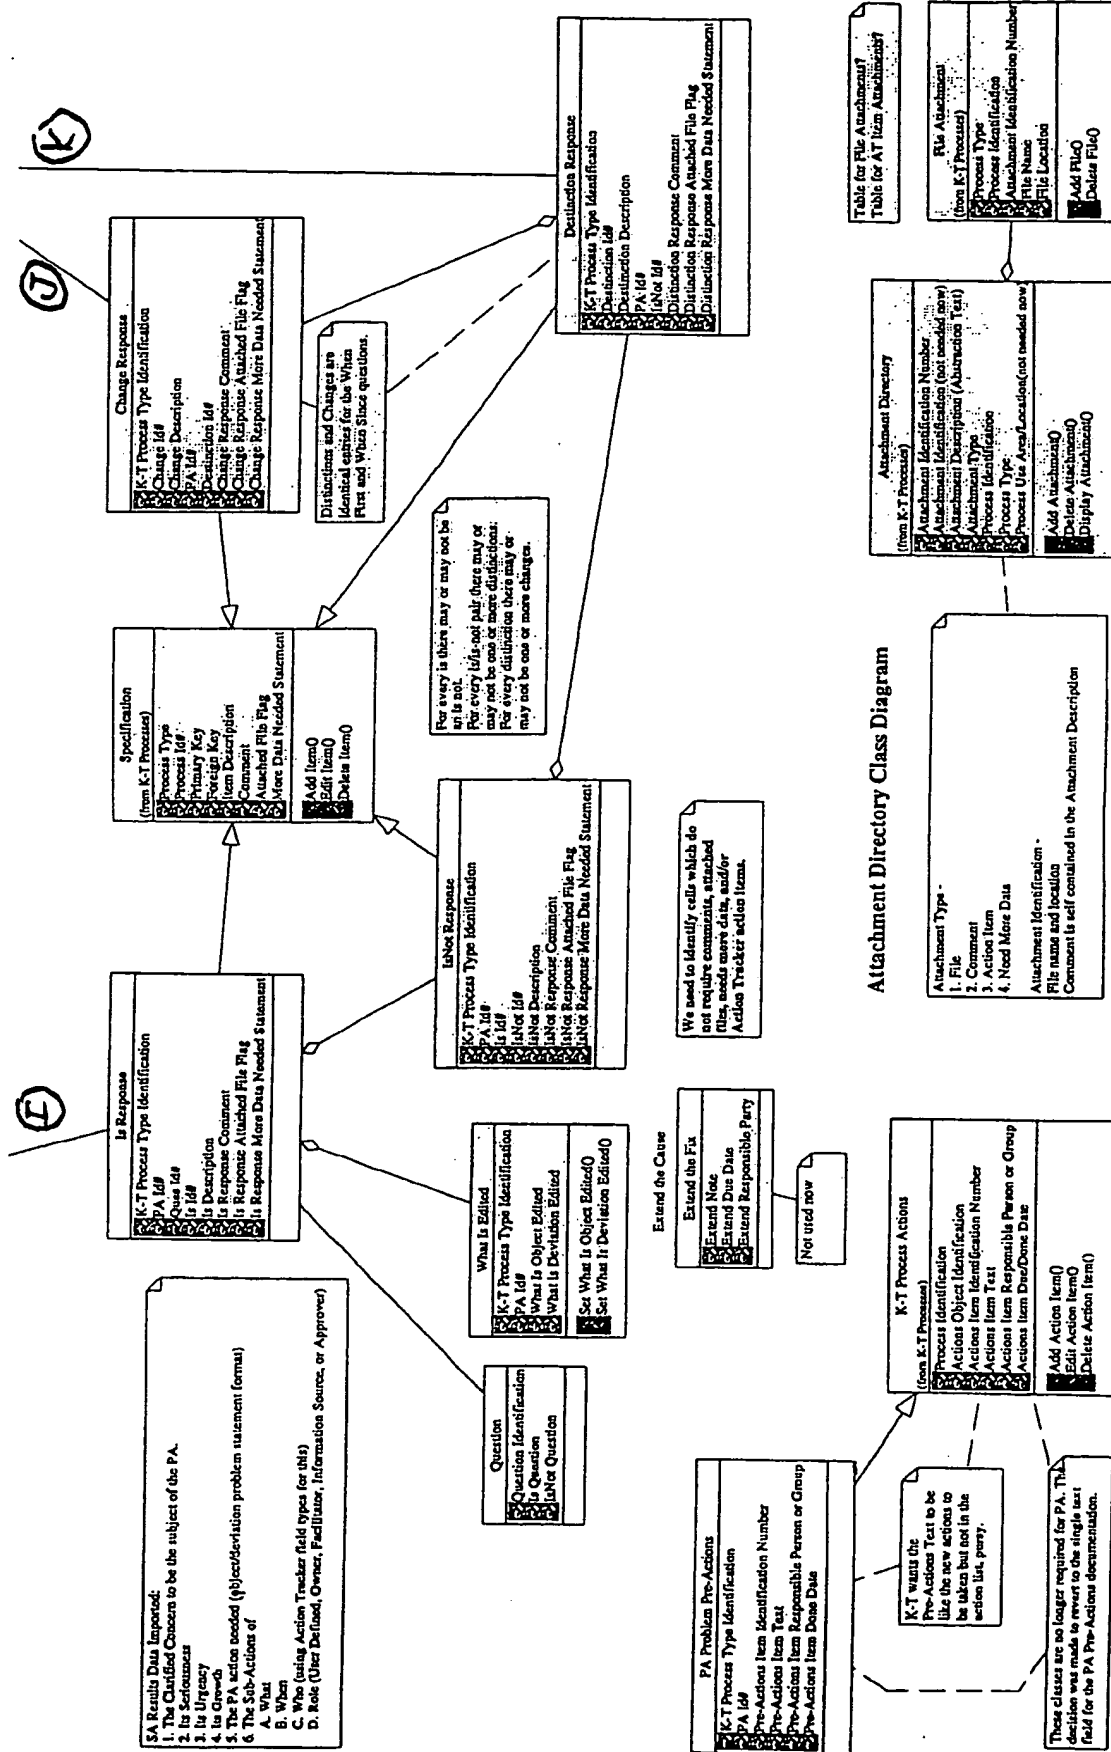 SA Results Data Imported:
1. The Clarified Concern to be the subject of the PA.
2. Its Seriousness
3. Its Urgency
4. Its Growth
5. The PA action needed (object/deviation problem statement format)
6. The Sub-Actions of
A. What
B. When
C. Who (using Action Tracker field types for this)
D. Role (User Defined, Owner, Facilitator, Information Source, or Approver)
I
Is Response
K-T Process Type Identification
PA Id#
Ques Id#
Is Id#
Is Description
Is Response Comment
Is Response Attached File Flag
Is Response More Data Needed Statement
Specification
(from K-T Processes)
Process Type
Process Id#
Primary Key
Foreign Key
Item Description
Comment
Attached File Flag
More Data Needed Statement
Add Item()
Edit Item()
Delete Item()
J
Change Response
K-T Process Type Identification
Change Id#
Change Description
PA Id#
Distinction Id#
Change Response Comment
Change Response Attached File Flag
Change Response More Data Needed Statement
K
Distinctions and Changes are
identical entries for the When
First and When Since questions.
Question
Question Identification
Is Question
IsNot Question
What Is Edited
K-T Process Type Identification
PA Id#
What Is Object Edited
What Is Deviation Edited
Set What Is Object Edited()
Set What Is Deviation Edited()
IsNot Response
K-T Process Type Identification
PA Id#
Is Id#
IsNot Id#
IsNot Description
IsNot Response Comment
IsNot Response Attached File Flag
IsNot Response More Data Needed Statement
For every is there may or may not be
an is not.
For every is/is-not pair there may or
may not be one or more distinctions.
For every distinction there may or
may not be one or more changes.
Destinction Response
K-T Process Type Identification
Destinction Id#
Destinction Description
PA Id#
IsNot Id#
Distinction Response Comment
Distinction Response Attached File Flag
Distinction Response More Data Needed Statement
Extend the Cause
Extend the Fix
Extend Note
Extend Due Date
Extend Responsible Party
Not used now
We need to identify cells which do
not require comments, attached
files, needs more data, and/or
Action Tracker action items.
PA Problem Pre-Actions
K-T Process Type Identification
PA Id#
Pre-Actions Item Identification Number
Pre-Actions Item Text
Pre-Actions Item Responsible Person or Group
Pre-Actions Item Done Date
K-T Process Actions
(from K-T Processes)
Process Identification
Actions Object Identification
Actions Item Identification Number
Actions Item Text
Actions Item Responsible Person or Group
Actions Item Due/Done Date
Add Action Item()
Edit Action Item()
Delete Action Item()
K-T wants the
Pre-Actions Text to be
like the new actions to
be taken but not in the
action list, porsy.
These classes are no longer required for PA. The
decision was made to revert to the single text
field for the PA Pre-Actions documentation.
Attachment Directory Class Diagram
Attachment Type -
1. File
2. Comment
3. Action Item
4. Need More Data
Attachment Identification -
File name and location
Comment is self contained in the Attachment Description
Attachment Directory
(from K-T Processes)
Attachment Identification Number
Attachment Identification (not needed now)
Attachment Description (Abstraction Text)
Attachment Type
Process Identification
Process Type
Process Use Area/Location(not needed now)
Add Attachment()
Delete Attachment()
Display Attachment()
Table for File Attachments?
Table for AT Item Attachments?
File Attachment
(from K-T Processes)
Process Type
Process Identification
Attachment Identification Number
File Name
File Location
Add File()
Delete File()